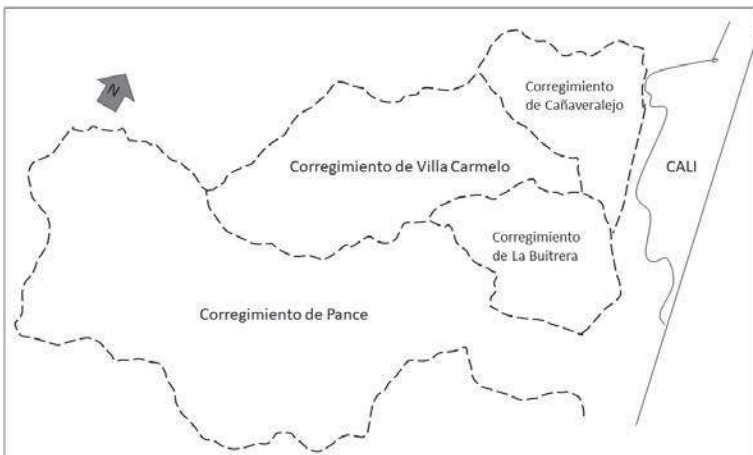 N
Corregimiento
de Cañaveralejo
Corregimiento de Villa Carmelo
CALI
Corregimiento
de La Buitrera
Corregimiento de Pance